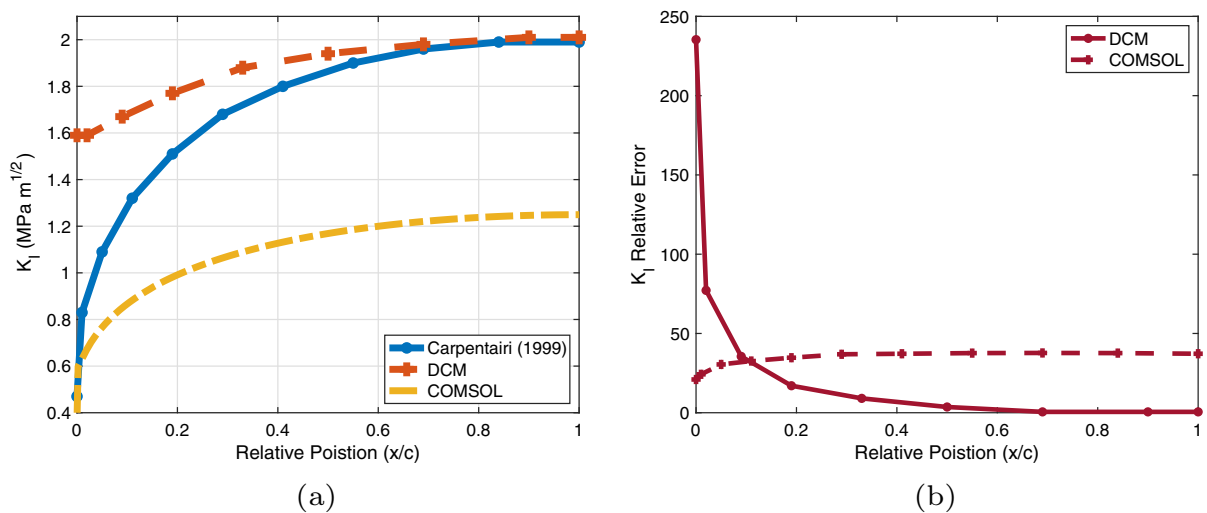 2
1.8
1.6
1.4
1.2
1
0.8
0.6
0.4
K_I (MPa m^{1/2})
0 0.2 0.4 0.6 0.8 1
Relative Poistion (x/c)
Carpentairi (1999)
DCM
COMSOL
(a)
250
200
150
100
50
0
K_I Relative Error
0 0.2 0.4 0.6 0.8 1
Relative Poistion (x/c)
DCM
COMSOL
(b)